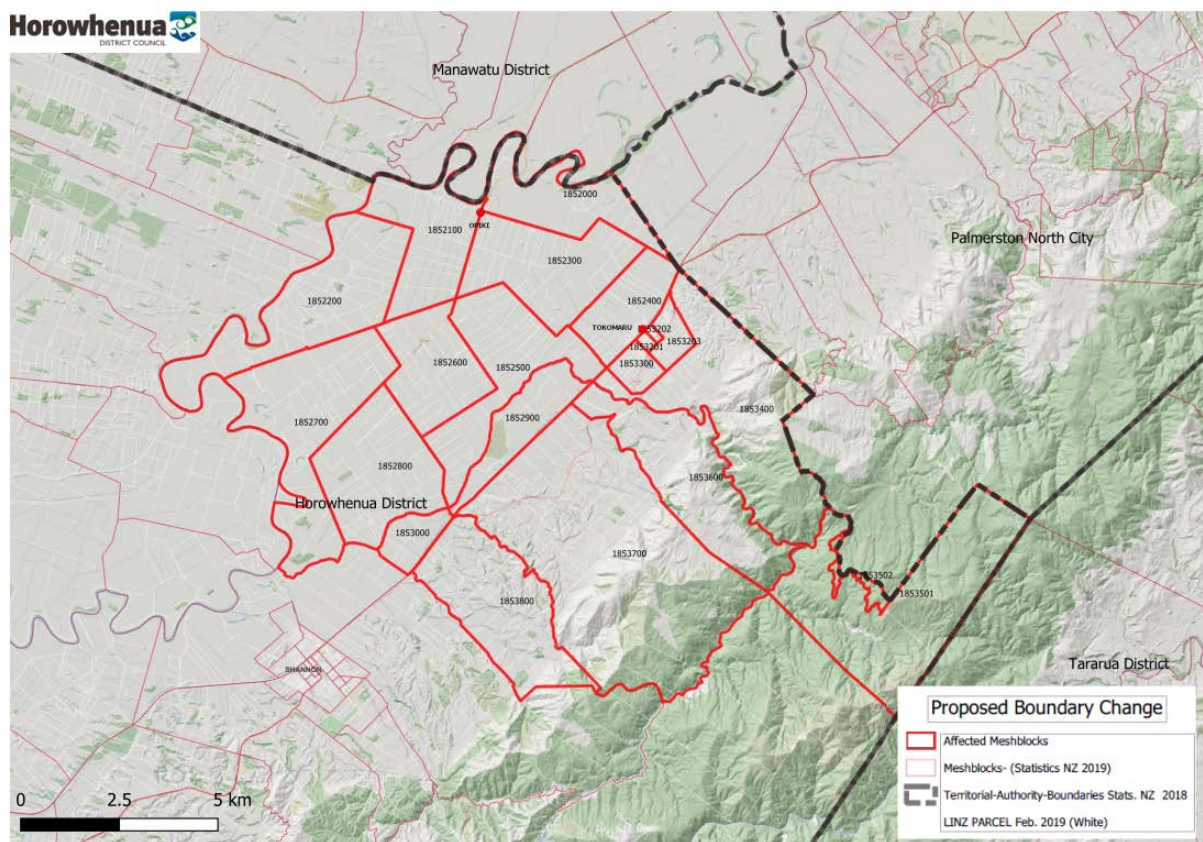 Horowhenua
DISTRICT COUNCIL
Manawatu District
1852000
OPIKI
1852100
Palmerston North City
1852300
1852200
1852400
TOKOMARU
1853202
1853203
1853201
1852600
1853300
1852500
1853400
1852900
1852700
1852800
1853600
Horowhenua District
1853000
1853700
1853502
1853501
1853800
SHANNON
Tararua District
Proposed Boundary Change
Affected Meshblocks
Meshblocks- (Statistics NZ 2019)
Territorial-Authority-Boundaries Stats. NZ 2018
LINZ PARCEL Feb. 2019 (White)
0 2.5 5 km